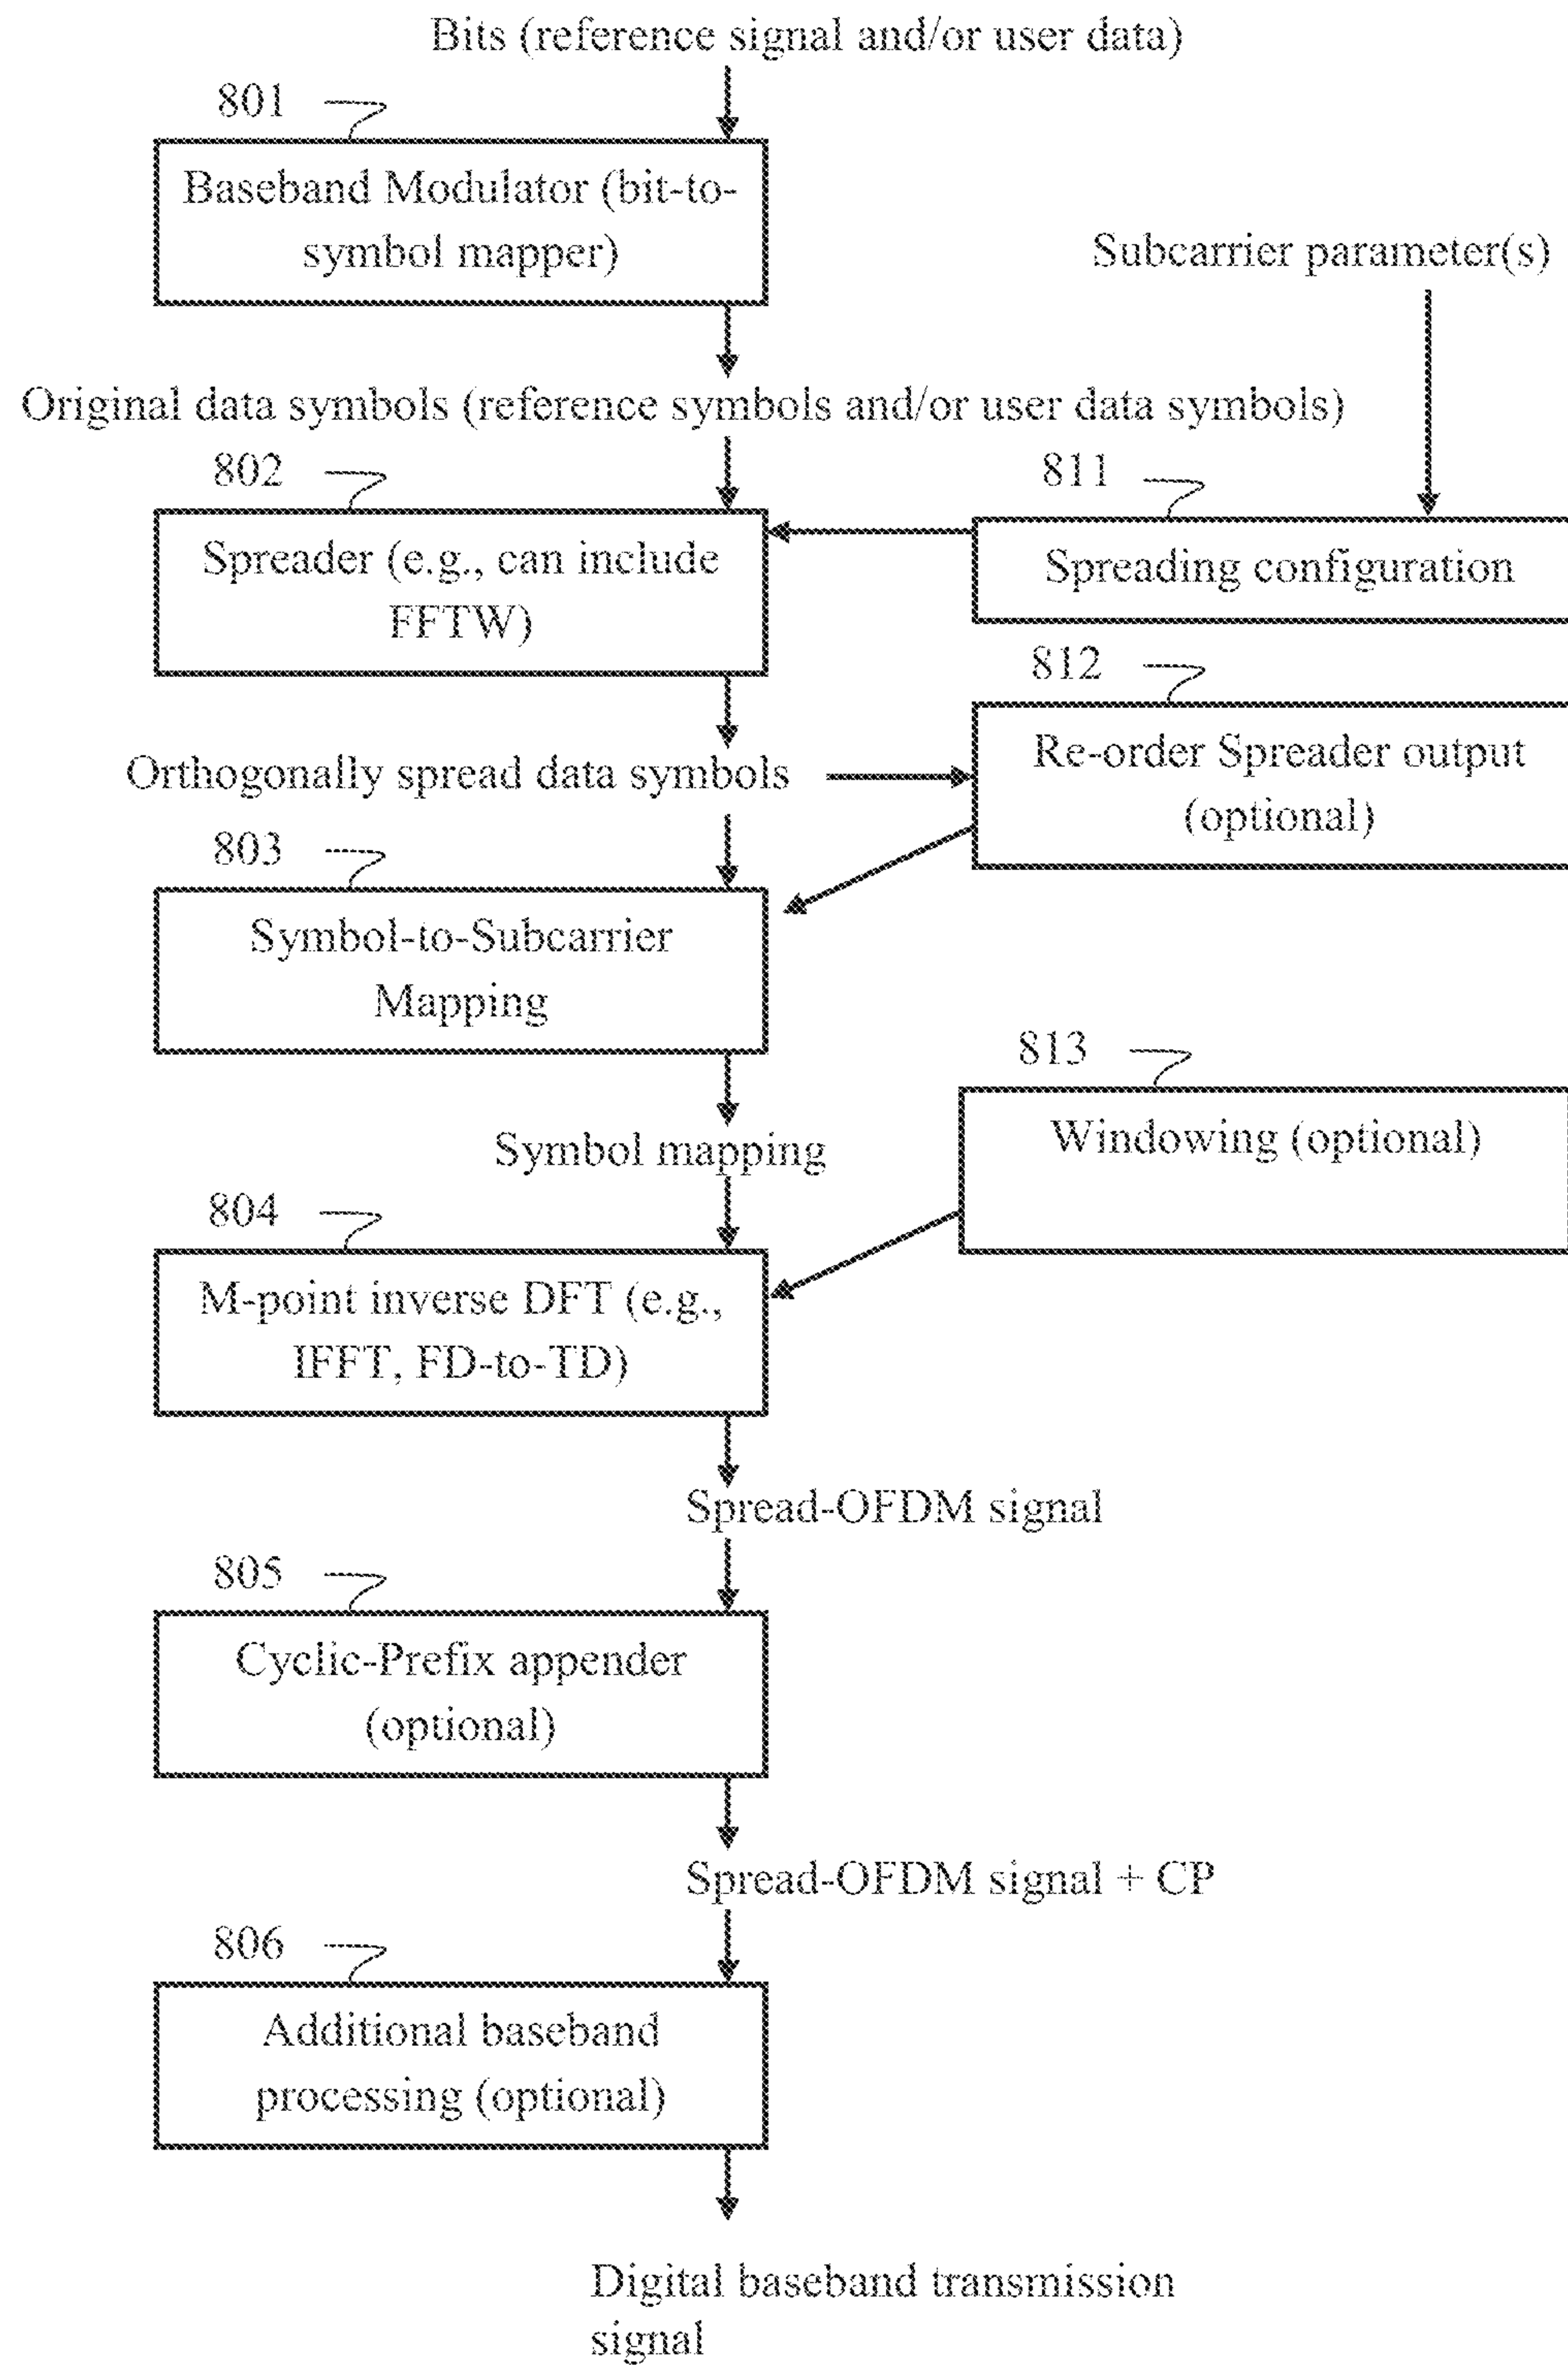 Bits (reference signal and/or user data)
801
Baseband Modulator (bit-to-
symbol mapper)
Subcarrier parameter(s)
Original data symbols (reference symbols and/or user data symbols)
802
811
Spreader (e.g., can include
FFTW)
Spreading configuration
812
Re-order Spreader output
(optional)
Orthogonally spread data symbols
803
Symbol-to-Subcarrier
Mapping
813
Windowing (optional)
Symbol mapping
804
M-point inverse DFT (e.g.,
IFFT, FD-to-TD)
Spread-OFDM signal
805
Cyclic-Prefix appender
(optional)
Spread-OFDM signal + CP
806
Additional baseband
processing (optional)
Digital baseband transmission
signal